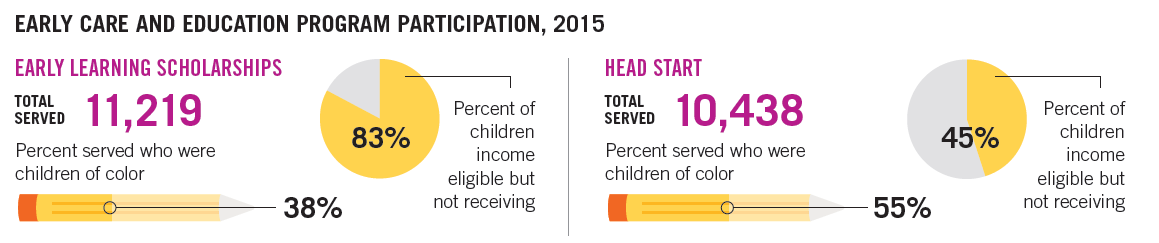 EARLY CARE AND EDUCATION PROGRAM PARTICIPATION, 2015
EARLY LEARNING SCHOLARSHIPS
TOTAL
SERVED
11,219
Percent served who were
children of color
38%
83%
Percent of
children
income
eligible but
not receiving
HEAD START
TOTAL
SERVED
10,438
Percent served who were
children of color
55%
45%
Percent of
children
income
eligible but
not receiving